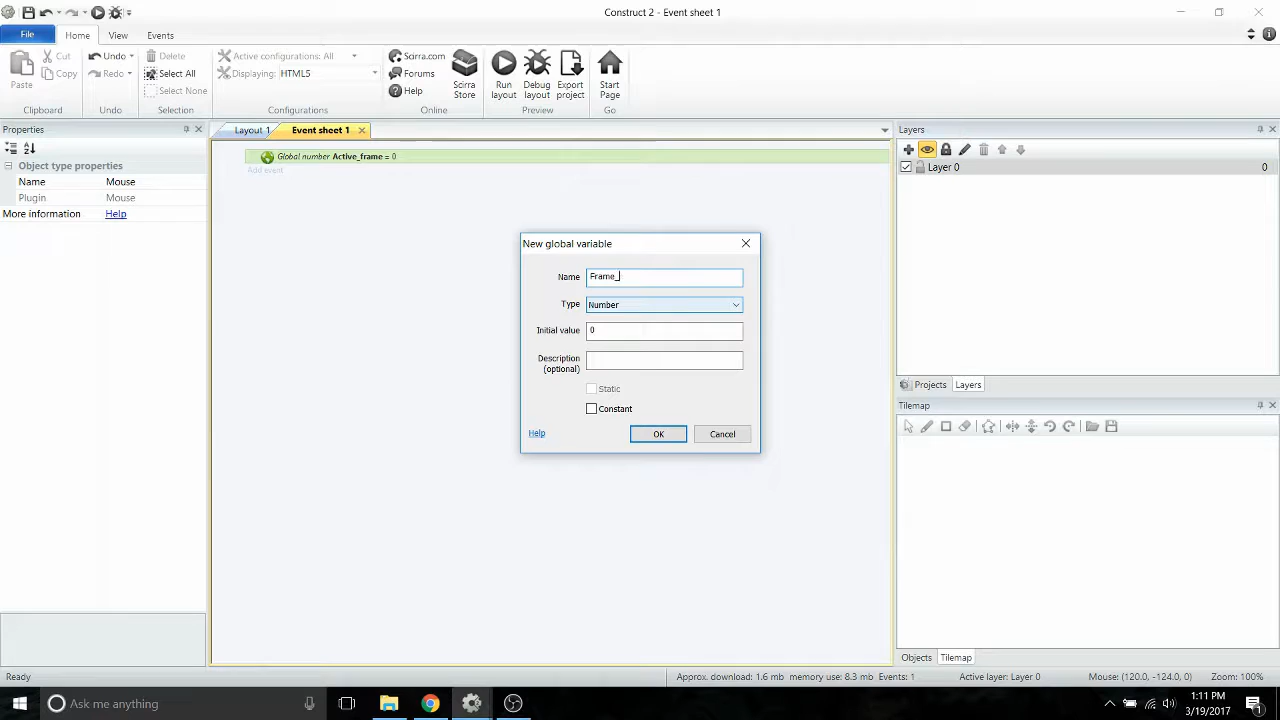 Construct 2 - Event sheet 1
File
Home
View
Events
Paste
Cut
Copy
Clipboard
Undo
Redo
Undo
Delete
Select All
Select None
Selection
Active configurations: All
Displaying: HTML5
Configurations
Scirra.com
Forums
Help
Scirra Store
Online
Run layout
Debug layout
Export project
Preview
Start Page
Go
Properties
Object type properties
Name Mouse
Plugin Mouse
More information Help
Layout 1
Event sheet 1
Global number Active_frame = 0
Add event
New global variable
Name Frame_
Type Number
Initial value 0
Description (optional)
Static
Constant
Help
OK
Cancel
Layers
Layer 0 0
Projects
Layers
Tilemap
Objects
Tilemap
Ready
Approx. download: 1.6 mb memory use: 8.3 mb Events: 1
Active layer: Layer 0
Mouse: (120.0, -124.0, 0)
Zoom: 100%
Ask me anything
1:11 PM
3/19/2017
1